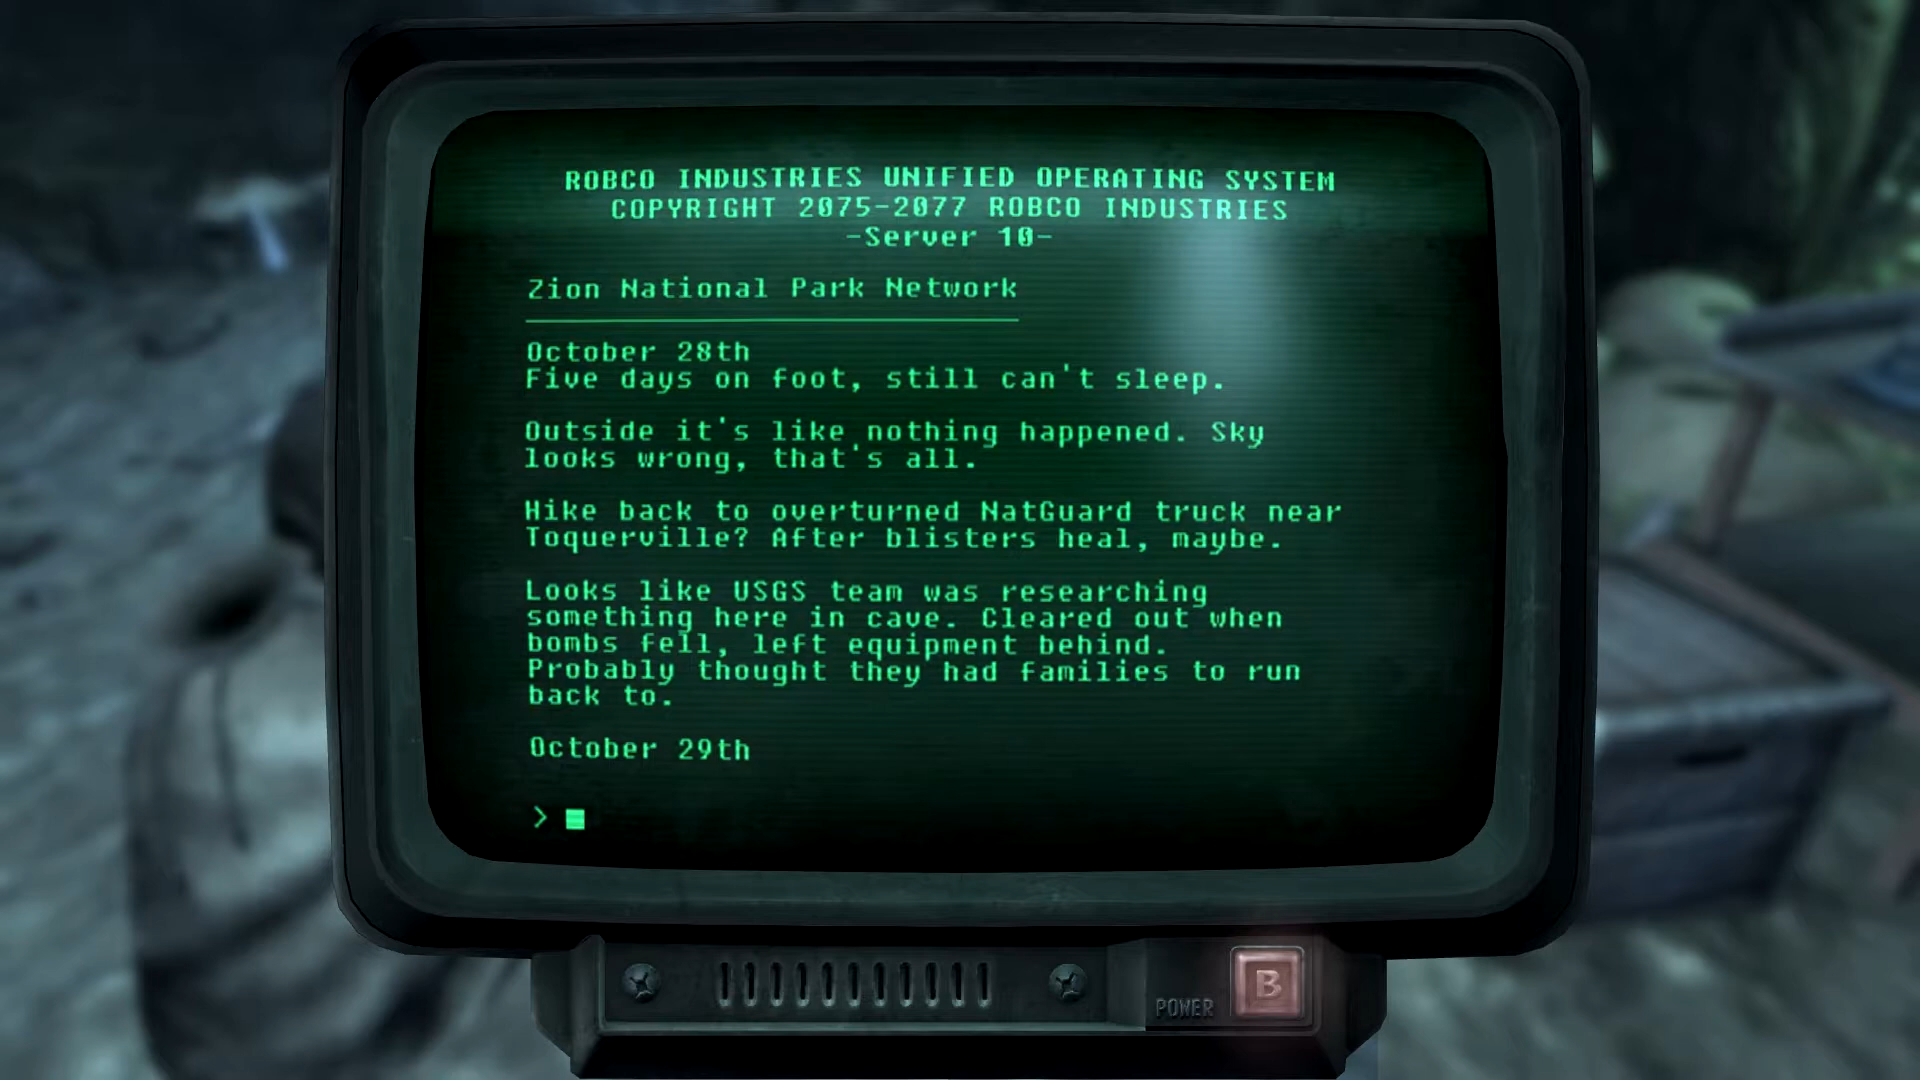 ROBCO INDUSTRIES UNIFIED OPERATING SYSTEM
COPYRIGHT 2075-2077 ROBCO INDUSTRIES
-Server 10-
Zion National Park Network
October 28th
Five days on foot, still can't sleep.
Outside it's like nothing happened. Sky
looks wrong, that's all.
Hike back to overturned NatGuard truck near
Toquerville? After blisters heal, maybe.
Looks like USGS team was researching
something here in cave. Cleared out when
bombs fell, left equipment behind.
Probably thought they had families to run
back to.
October 29th
>
POWER
B